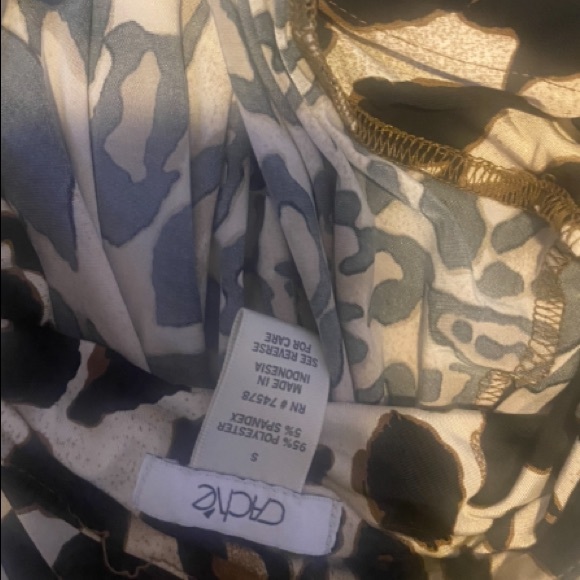 CACHÉ
S
95% POLYESTER
5% SPANDEX
RN # 74578
MADE IN
INDONESIA
SEE REVERSE
FOR CARE